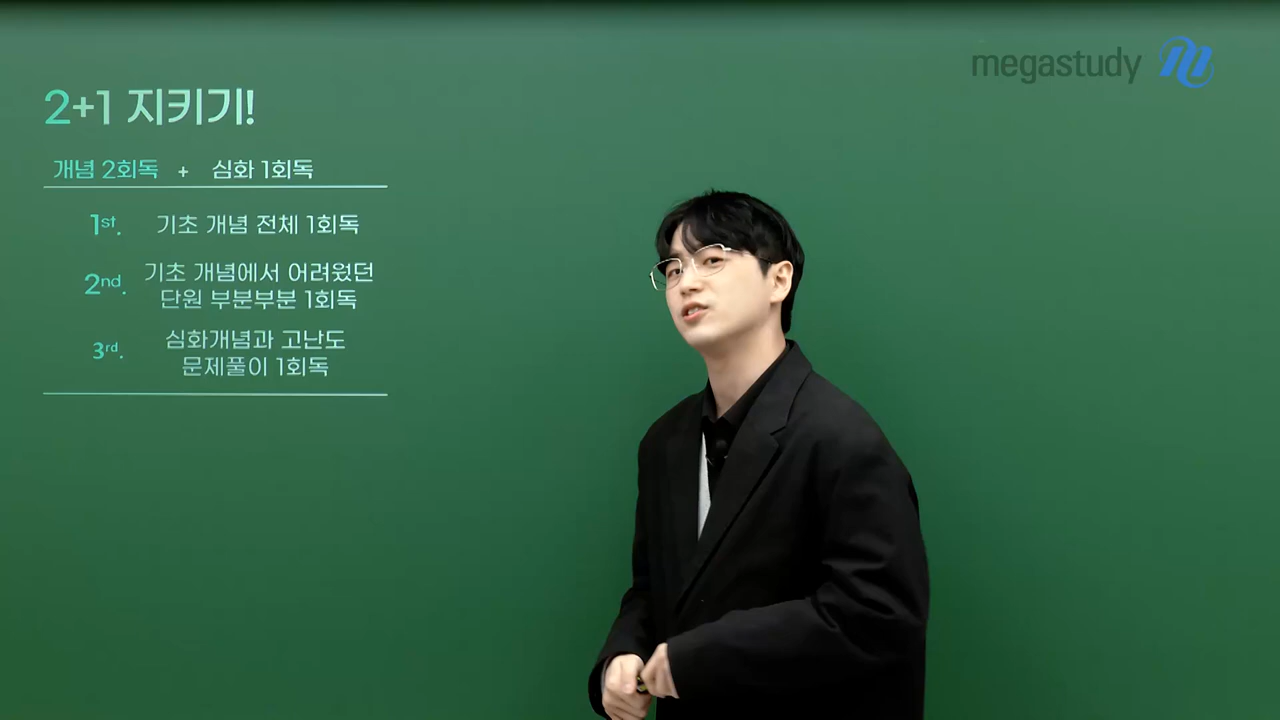 megastudy
2+1 지키기!
개념 2회독 + 심화 1회독
1st. 기초 개념 전체 1회독
2nd. 기초 개념에서 어려웠던
단원 부분부분 1회독
3rd. 심화개념과 고난도
문제풀이 1회독